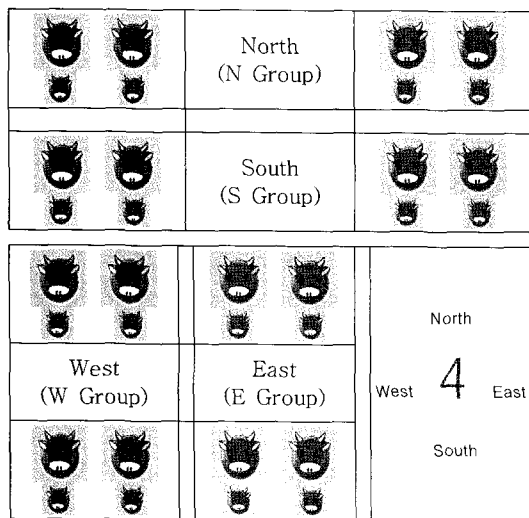 North
(N Group)
South
(S Group)
West
(W Group)
East
(E Group)
North
West 4 East
South